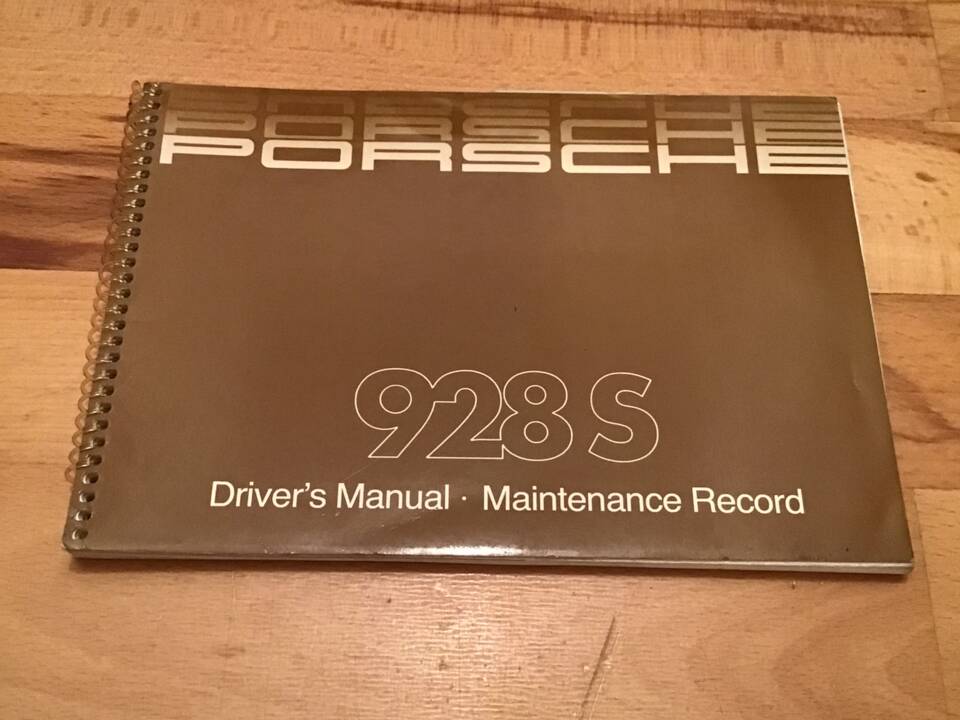 PORSCHE
PORSCHE
PORSCHE
928 S
Driver's Manual · Maintenance Record